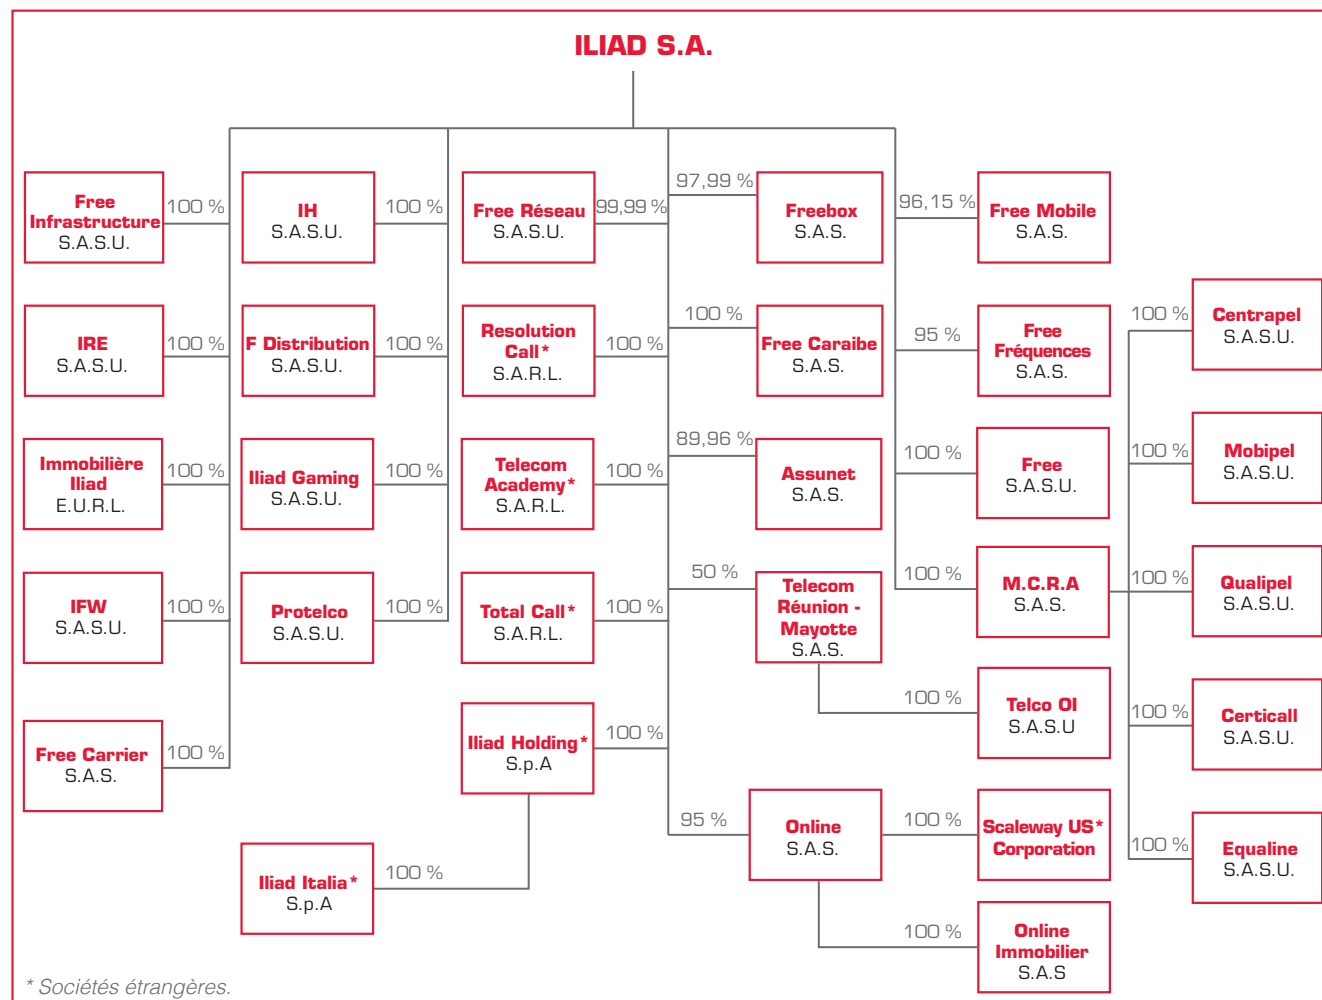 ILIAD S.A.
Free
Infrastructure
S.A.S.U.
100 %
IH
S.A.S.U.
100 %
Free Réseau
S.A.S.U.
99,99 %
97,99 %
Freebox
S.A.S.
96,15 %
Free Mobile
S.A.S.
IRE
S.A.S.U.
100 %
F Distribution
S.A.S.U.
100 %
Resolution
Call*
S.A.R.L.
100 %
100 %
Free Caraibe
S.A.S.
95 %
Free
Fréquences
S.A.S.
100 %
Centrapel
S.A.S.U.
Immobilière
Iliad
E.U.R.L.
100 %
Iliad Gaming
S.A.S.U.
100 %
Telecom
Academy*
S.A.R.L.
100 %
89,96 %
Assunet
S.A.S.
100 %
Free
S.A.S.U.
100 %
Mobipel
S.A.S.U.
IFW
S.A.S.U.
100 %
Protelco
S.A.S.U.
100 %
Total Call*
S.A.R.L.
100 %
50 %
Telecom
Réunion -
Mayotte
S.A.S.
100 %
M.C.R.A
S.A.S.
100 %
Qualipel
S.A.S.U.
Free Carrier
S.A.S.
100 %
Iliad Holding*
S.p.A
100 %
100 %
Telco OI
S.A.S.U
100 %
Certicall
S.A.S.U.
Iliad Italia*
S.p.A
100 %
95 %
Online
S.A.S.
100 %
Scaleway US*
Corporation
100 %
Equaline
S.A.S.U.
100 %
Online
Immobilier
S.A.S
* Sociétés étrangères.